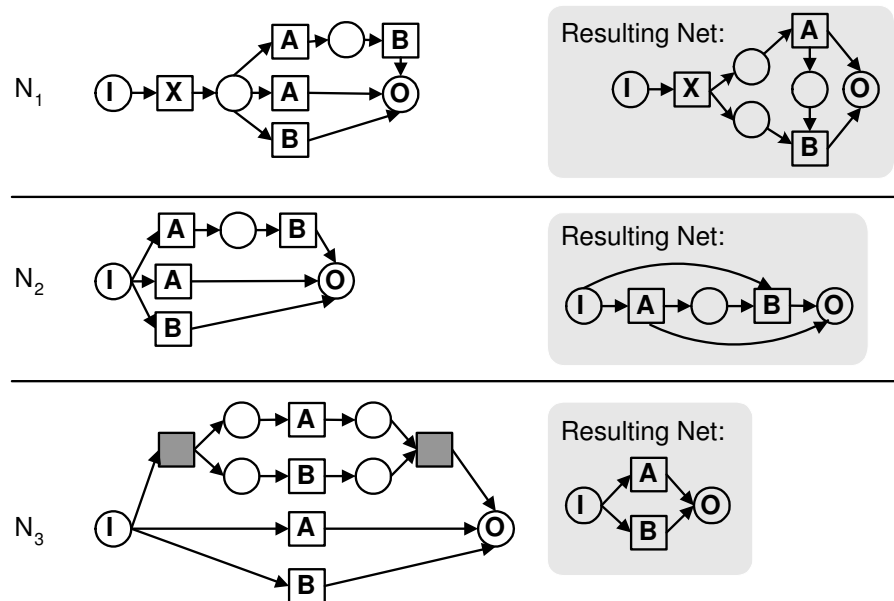 A B Resulting Net: A
N₁ I X A O I X O
B B
A B Resulting Net:
N₂ I A O I A B O
B
A Resulting Net:
B A
N₃ I A O I O
B B